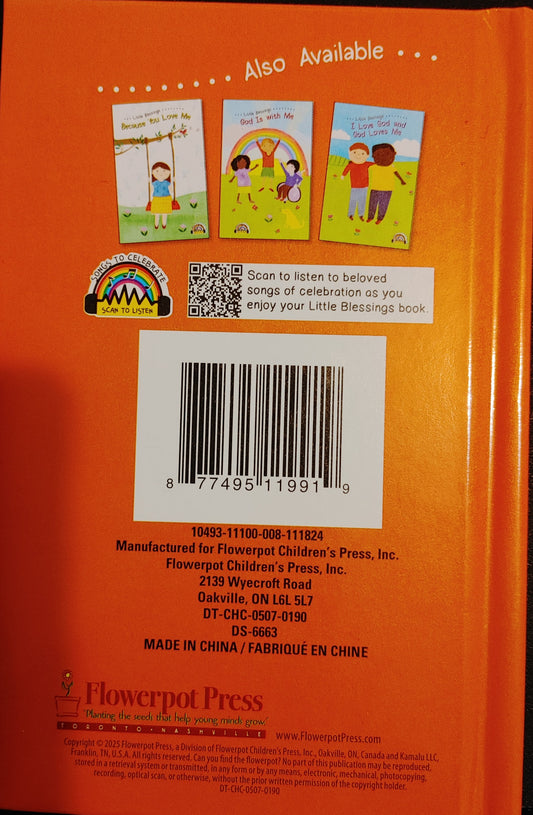 Also Available
Little Blessings
Because You Love Me
Little Blessings
God Is with Me
Little Blessings
I Love God and
God Loves Me
SONGS TO CELEBRATE
SCAN TO LISTEN
Scan to listen to beloved
songs of celebration as you
enjoy your Little Blessings book.
8 77495 11991 9
10493-11100-008-111824
Manufactured for Flowerpot Children's Press, Inc.
Flowerpot Children's Press, Inc.
2139 Wyecroft Road
Oakville, ON L6L 5L7
DT-CHC-0507-0190
DS-6663
MADE IN CHINA / FABRIQUÉ EN CHINE
Flowerpot Press
"Planting the seeds that help young minds grow."
TORONTO • NASHVILLE
www.FlowerpotPress.com
Copyright © 2025 Flowerpot Press, a Division of Flowerpot Children's Press, Inc., Oakville, ON, Canada and Kamalu LLC,
Franklin, TN, U.S.A. All rights reserved. Can you find the flowerpot? No part of this publication may be reproduced,
stored in a retrieval system or transmitted, in any form or by any means, electronic, mechanical, photocopying,
recording, optical scan, or otherwise, without the prior written permission of the copyright holder.
DT-CHC-0507-0190